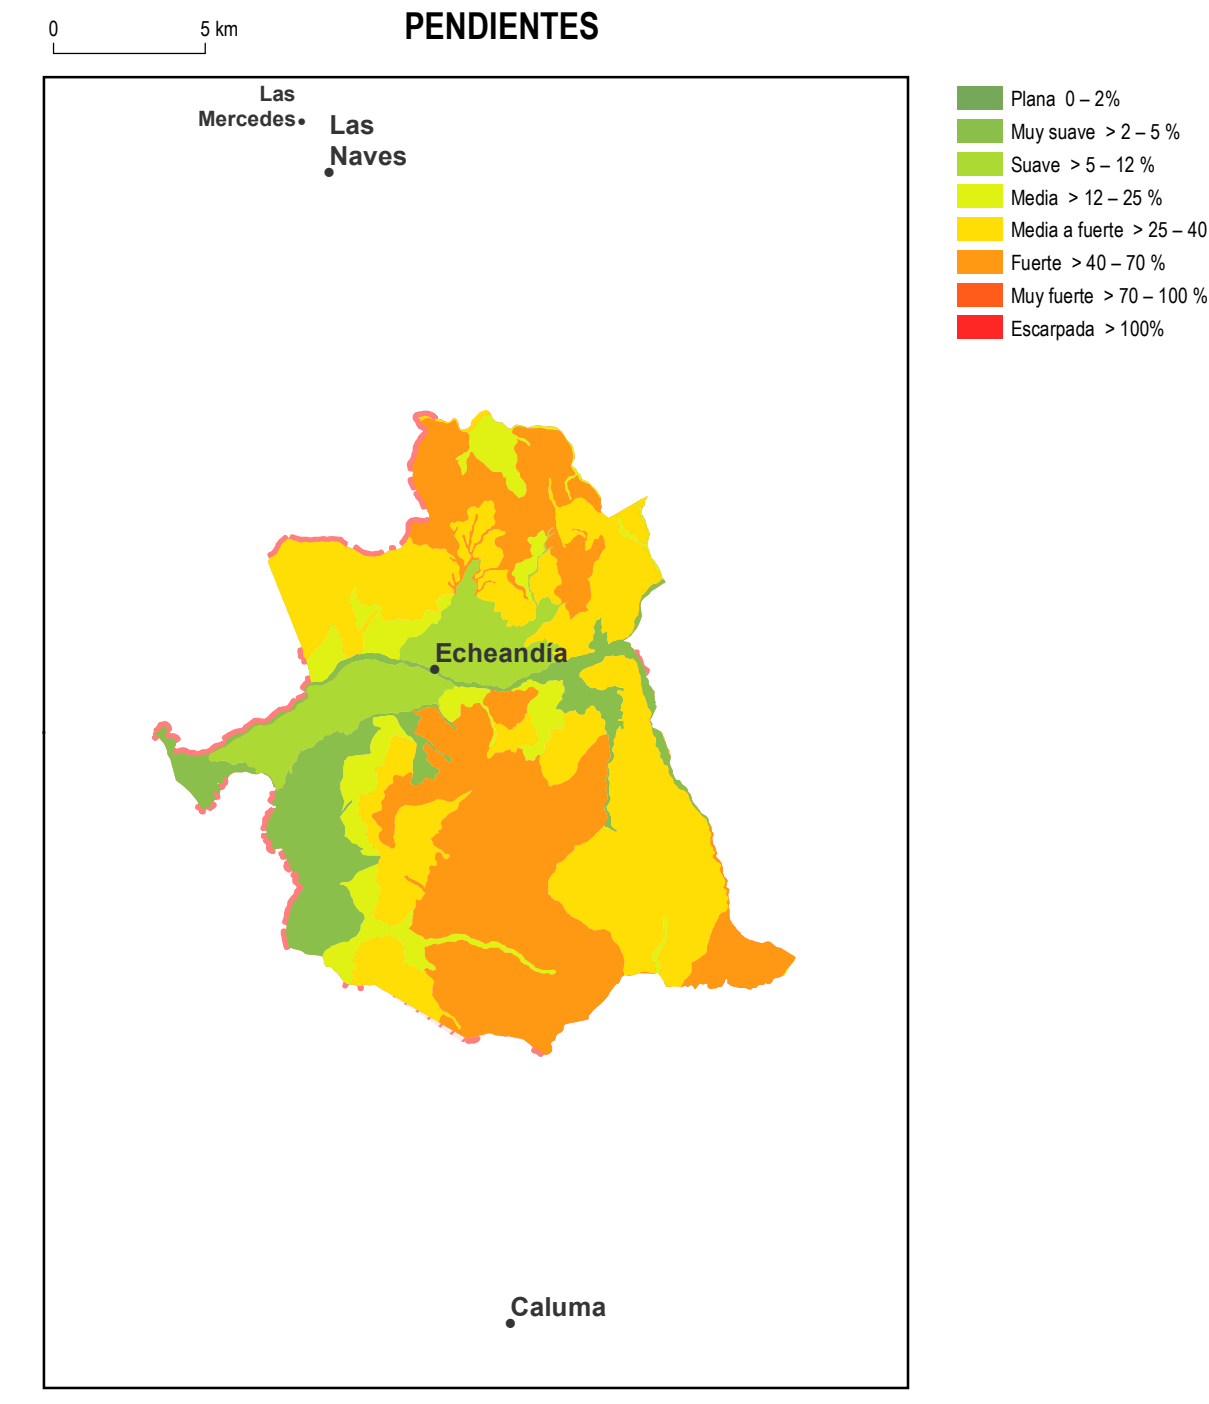 PENDIENTES
0 5 km
Las
Mercedes
Las
Naves
Echeandía
Caluma
Plana 0 – 2%
Muy suave > 2 – 5 %
Suave > 5 – 12 %
Media > 12 – 25 %
Media a fuerte > 25 – 40
Fuerte > 40 – 70 %
Muy fuerte > 70 – 100 %
Escarpada > 100%